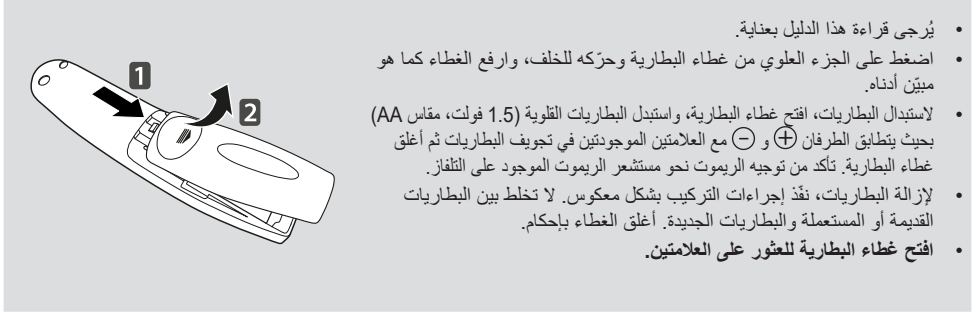 • يُرجى قراءة هذا الدليل بعناية.
• اضغط على الجزء العلوي من غطاء البطارية وحرّكه للخلف، وارفع الغطاء كما هو
مبيّن أدناه.
• لاستبدال البطاريات، افتح غطاء البطارية، واستبدل البطاريات القلوية (1.5 فولت، مقاس AA)
بحيث يتطابق الطرفان ⊕ و ⊖ مع العلامتين الموجودتين في تجويف البطاريات ثم أغلق
غطاء البطارية. تأكد من توجيه الريموت نحو مستشعر الريموت الموجود على التلفاز.
• لإزالة البطاريات، نفّذ إجراءات التركيب بشكل معكوس. لا تخلط بين البطاريات
القديمة أو المستعملة والبطاريات الجديدة. أغلق الغطاء بإحكام.
• افتح غطاء البطارية للعثور على العلامتين.
1
2